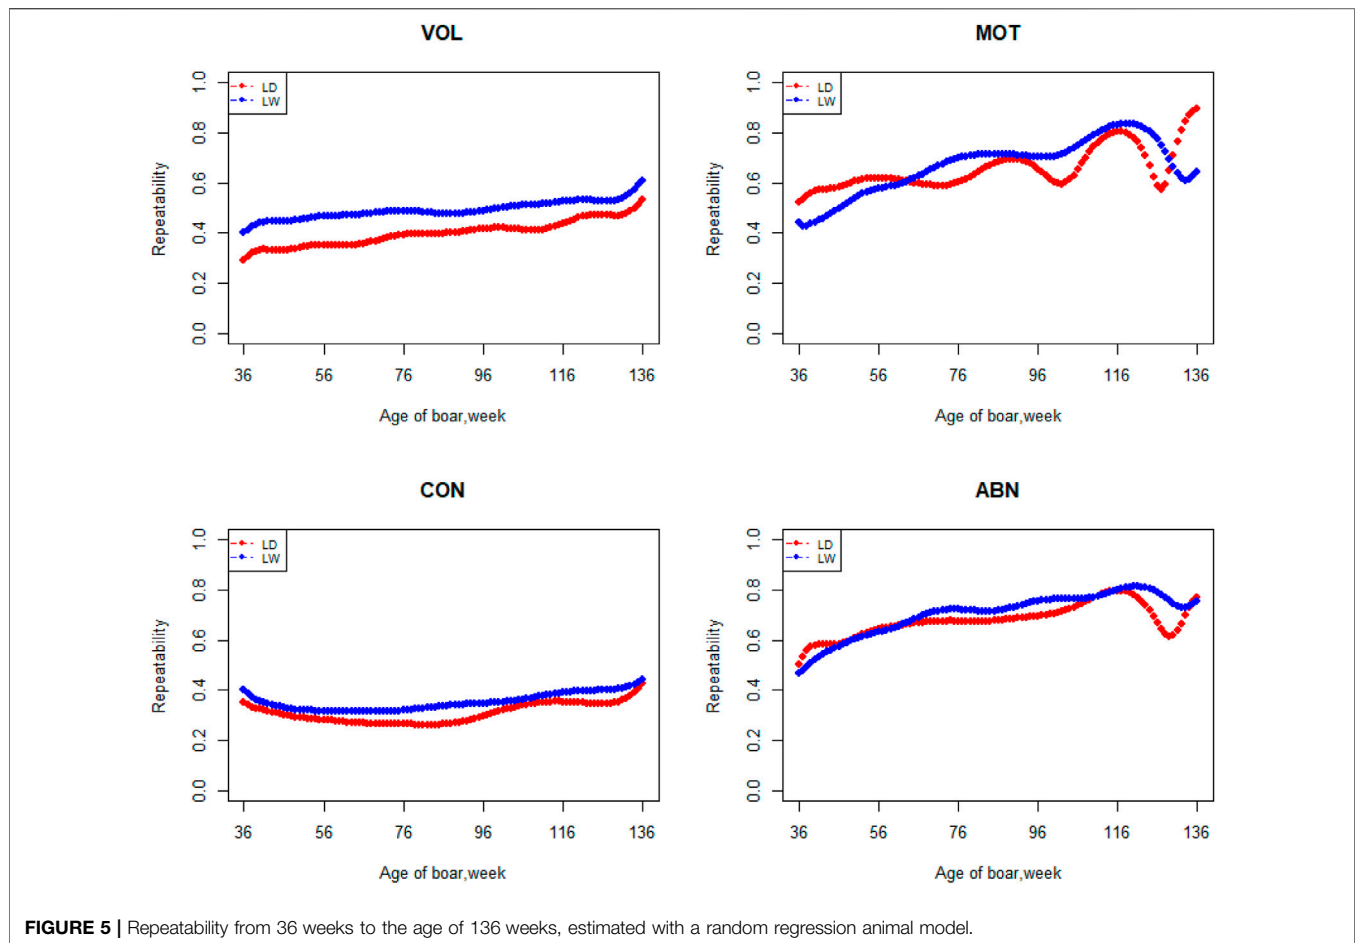 VOL
LD
LW
Repeatability
1.0
0.8
0.6
0.4
0.2
0.0
36 56 76 96 116 136
Age of boar,week
MOT
LD
LW
Repeatability
1.0
0.8
0.6
0.4
0.2
0.0
36 56 76 96 116 136
Age of boar,week
CON
LD
LW
Repeatability
1.0
0.8
0.6
0.4
0.2
0.0
36 56 76 96 116 136
Age of boar,week
ABN
LD
LW
Repeatability
1.0
0.8
0.6
0.4
0.2
0.0
36 56 76 96 116 136
Age of boar,week
FIGURE 5 | Repeatability from 36 weeks to the age of 136 weeks, estimated with a random regression animal model.